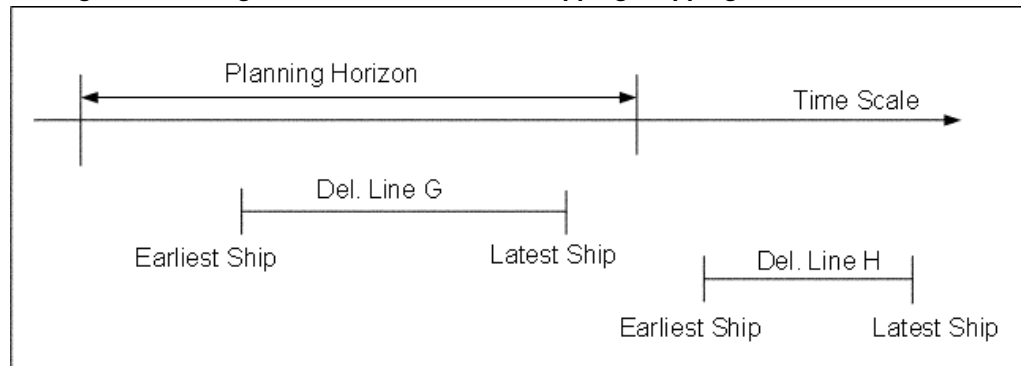 Planning Horizon
Time Scale
Del. Line G
Earliest Ship
Latest Ship
Del. Line H
Earliest Ship
Latest Ship